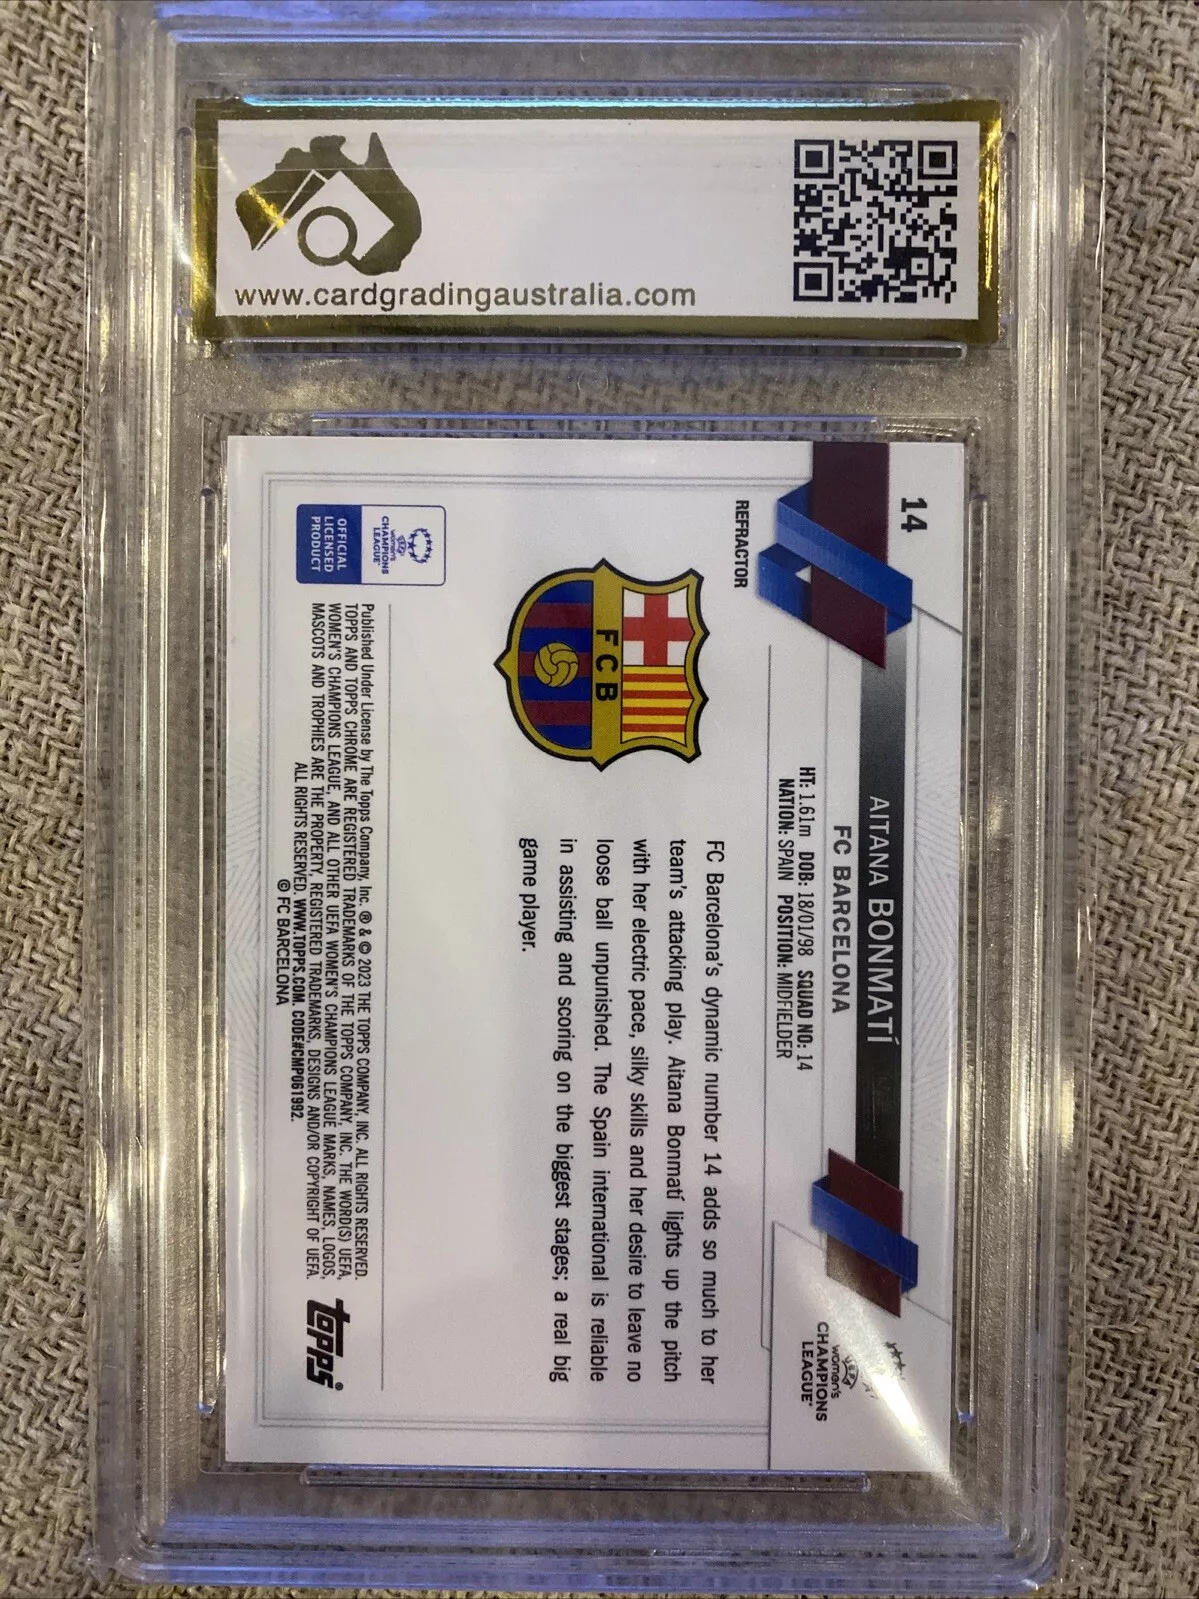 www.cardgradingaustralia.com
14
AITANA BONMATÍ
FC BARCELONA
HT: 1.61m DOB: 18/01/98 SQUAD NO: 14
NATION: SPAIN POSITION: MIDFIELDER
REFRACTOR
UEFA
women's
CHAMPIONS
LEAGUE
FCB
FC Barcelona's dynamic number 14 adds so much to her
team's attacking play. Aitana Bonmatí lights up the pitch
with her electric pace, silky skills and her desire to leave no
loose ball unpunished. The Spain international is reliable
in assisting and scoring on the biggest stages; a real big
game player.
UEFA
women's
CHAMPIONS
LEAGUE
OFFICIAL
LICENSED
PRODUCT
Published Under License by The Topps Company, Inc. ® & © 2023 THE TOPPS COMPANY, INC. ALL RIGHTS RESERVED.
TOPPS AND TOPPS CHROME ARE REGISTERED TRADEMARKS OF THE TOPPS COMPANY, INC. THE WORD(S) UEFA,
WOMEN'S CHAMPIONS LEAGUE, AND ALL OTHER UEFA WOMEN'S CHAMPIONS LEAGUE MARKS, NAMES, LOGOS,
MASCOTS AND TROPHIES ARE THE PROPERTY, REGISTERED TRADEMARKS, DESIGNS AND/OR COPYRIGHT OF UEFA.
ALL RIGHTS RESERVED. WWW.TOPPS.COM. CODE#CMP061992.
© FC BARCELONA
topps®